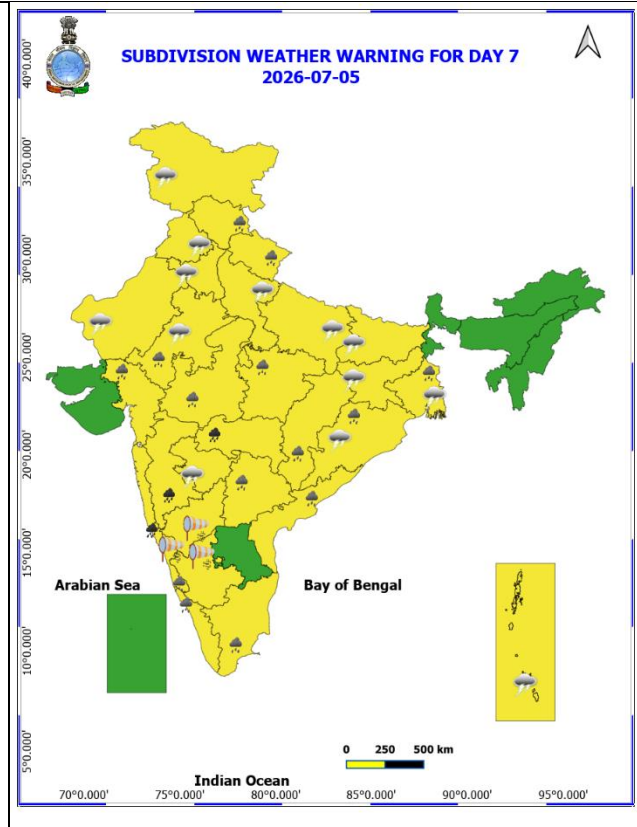 SUBDIVISION WEATHER WARNING FOR DAY 7
2026-07-05
40°0.000'
35°0.000'
30°0.000'
25°0.000'
20°0.000'
15°0.000'
10°0.000'
5°0.000'
Arabian Sea
Bay of Bengal
0 250 500 km
Indian Ocean
70°0.000' 75°0.000' 80°0.000' 85°0.000' 90°0.000' 95°0.000'